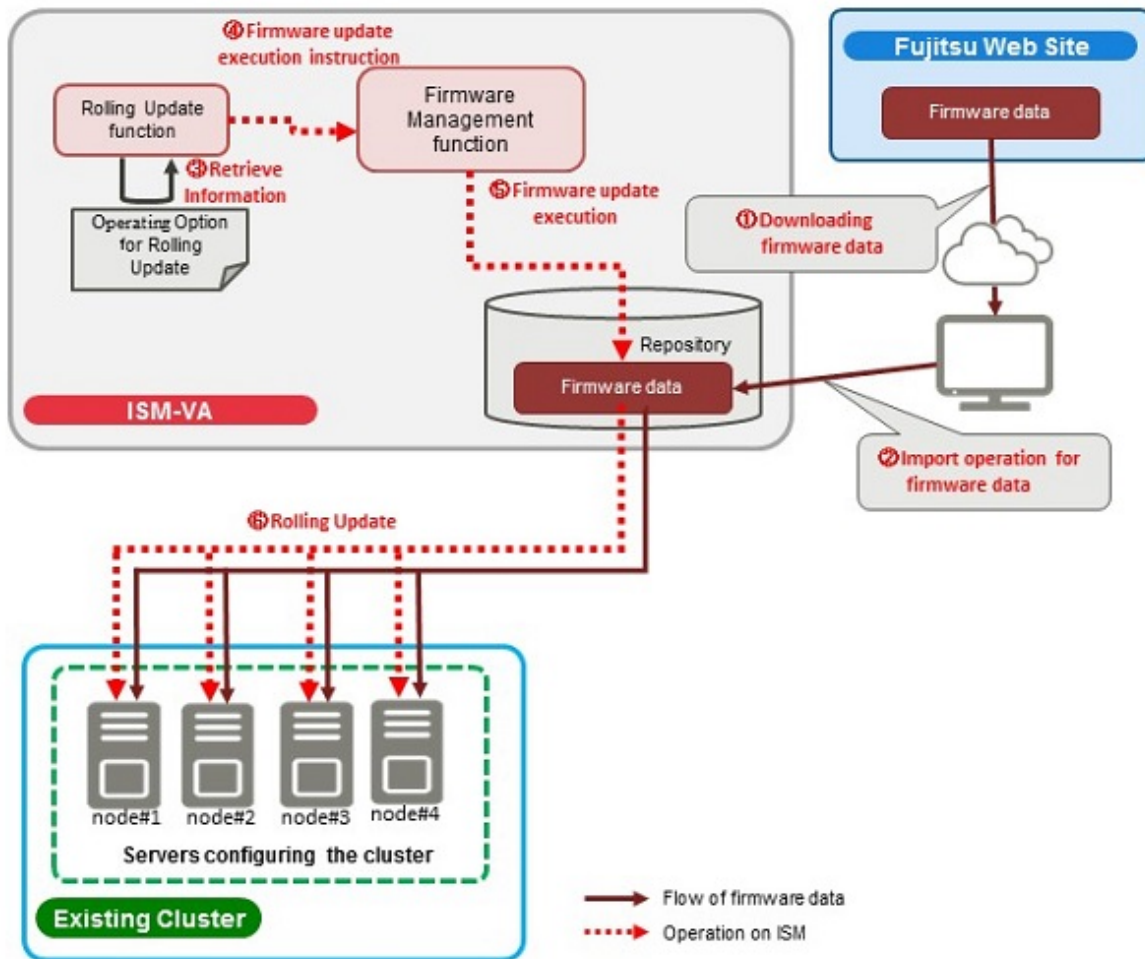 ④Firmware update
execution instruction
Fujitsu Web Site
Firmware data
Rolling Update
function
Firmware
Management
function
③Retrieve
Information
Operating Option
for Rolling
Update
⑤Firmware update
execution
①Downloading
firmware data
Repository
Firmware data
ISM-VA
②Import operation for
firmware data
⑥Rolling Update
node#1
node#2
node#3
node#4
Servers configuring the cluster
Existing Cluster
Flow of firmware data
Operation on ISM